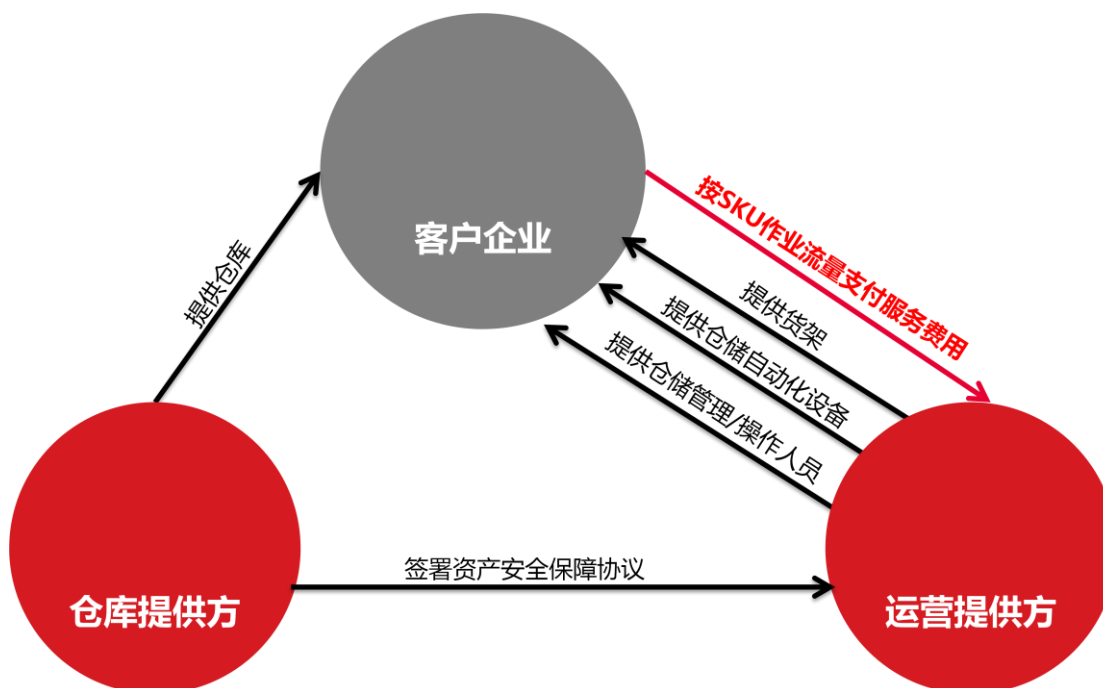 客户企业
按SKU作业流量支付服务费用
提供仓库
提供货架
提供仓储自动化设备
提供仓储管理/操作人员
签署资产安全保障协议
仓库提供方
运营提供方